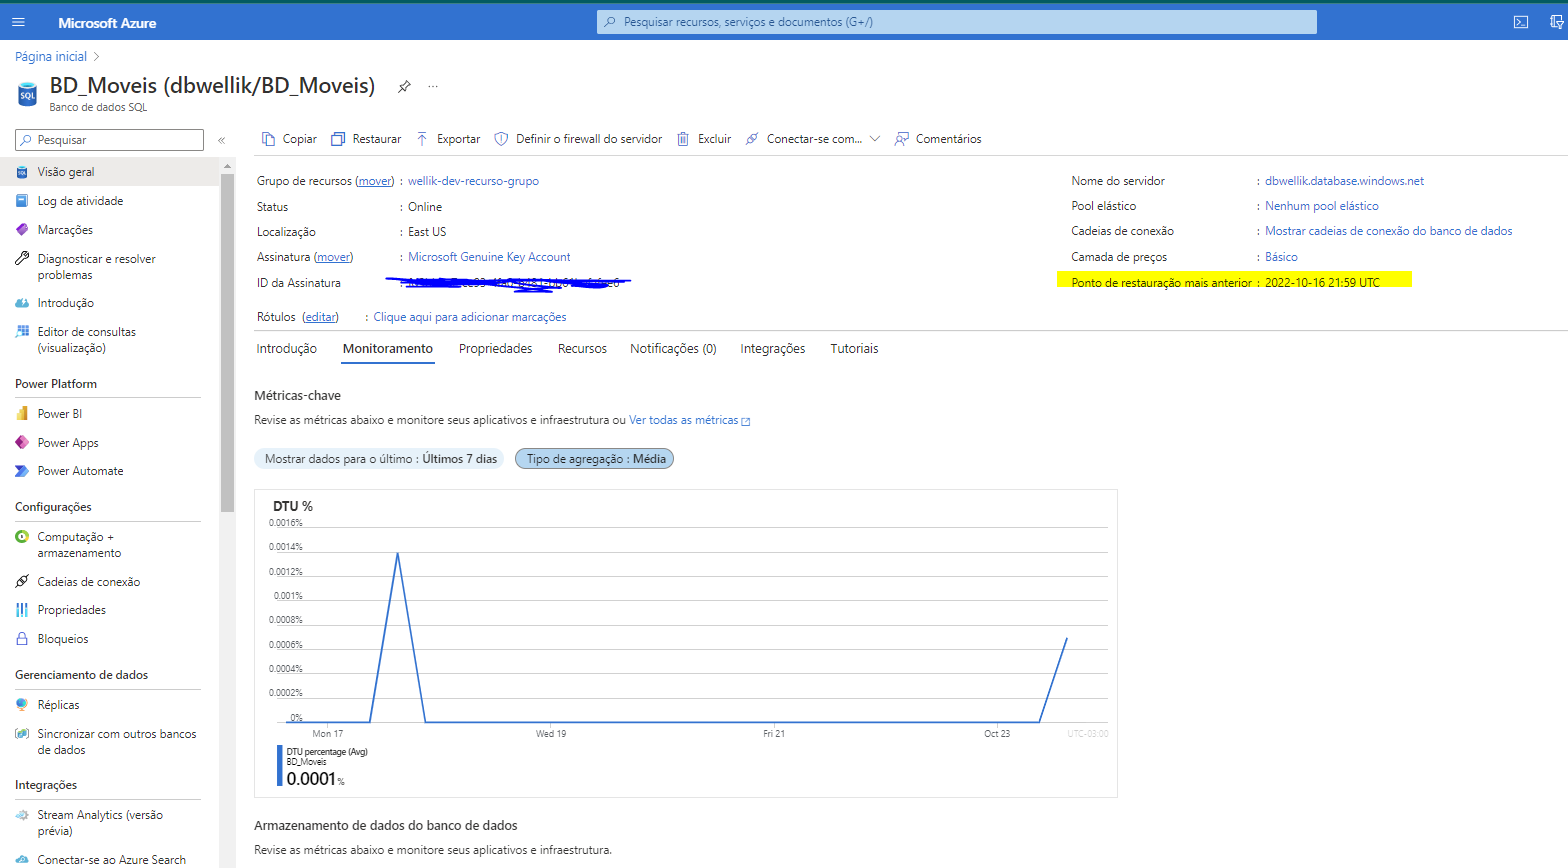 Microsoft Azure
Pesquisar recursos, serviços e documentos (G+/)
Página inicial
BD_Moveis (dbwellik/BD_Moveis)
Banco de dados SQL
Pesquisar
Copiar Restaurar Exportar Definir o firewall do servidor Excluir Conectar-se com... Comentários
Visão geral
Log de atividade
Marcações
Diagnosticar e resolver
problemas
Introdução
Editor de consultas
(visualização)
Power Platform
Power BI
Power Apps
Power Automate
Configurações
Computação +
armazenamento
Cadeias de conexão
Propriedades
Bloqueios
Gerenciamento de dados
Réplicas
Sincronizar com outros bancos
de dados
Integrações
Stream Analytics (versão
prévia)
Conectar-se ao Azure Search
Grupo de recursos (mover) : wellik-dev-recurso-grupo
Status : Online
Localização : East US
Assinatura (mover) : Microsoft Genuine Key Account
ID da Assinatura :
Rótulos (editar) : Clique aqui para adicionar marcações
Nome do servidor : dbwellik.database.windows.net
Pool elástico : Nenhum pool elástico
Cadeias de conexão : Mostrar cadeias de conexão do banco de dados
Camada de preços : Básico
Ponto de restauração mais anterior : 2022-10-16 21:59 UTC
Introdução Monitoramento Propriedades Recursos Notificações (0) Integrações Tutoriais
Métricas-chave
Revise as métricas abaixo e monitore seus aplicativos e infraestrutura ou Ver todas as métricas
Mostrar dados para o último : Últimos 7 dias Tipo de agregação : Média
DTU %
0.0016%
0.0014%
0.0012%
0.001%
0.0008%
0.0006%
0.0004%
0.0002%
0%
Mon 17 Wed 19 Fri 21 Oct 23 UTC-03:00
DTU percentage (Avg)
BD_Moveis
0.0001%
Armazenamento de dados do banco de dados
Revise as métricas abaixo e monitore seus aplicativos e infraestrutura.